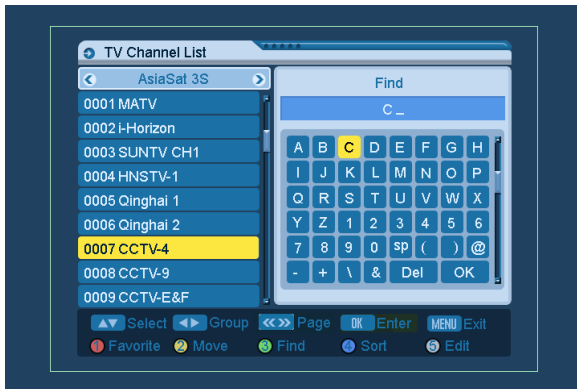 TV Channel List
AsiaSat 3S
0001 MATV
0002 i-Horizon
0003 SUNTV CH1
0004 HNSTV-1
0005 Qinghai 1
0006 Qinghai 2
0007 CCTV-4
0008 CCTV-9
0009 CCTV-E&F
Find
C _
A B C D E F G H
I J K L M N O P
Q R S T U V W X
Y Z 1 2 3 4 5 6
7 8 9 0 sp ( ) @
- + \ & Del OK
Select Group Page OK Enter MENU Exit
1 Favorite 2 Move 3 Find 4 Sort 5 Edit